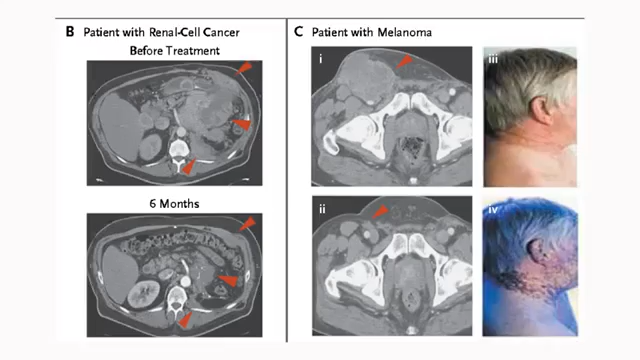 B Patient with Renal-Cell Cancer
Before Treatment
6 Months
C Patient with Melanoma
i
iii
ii
iv